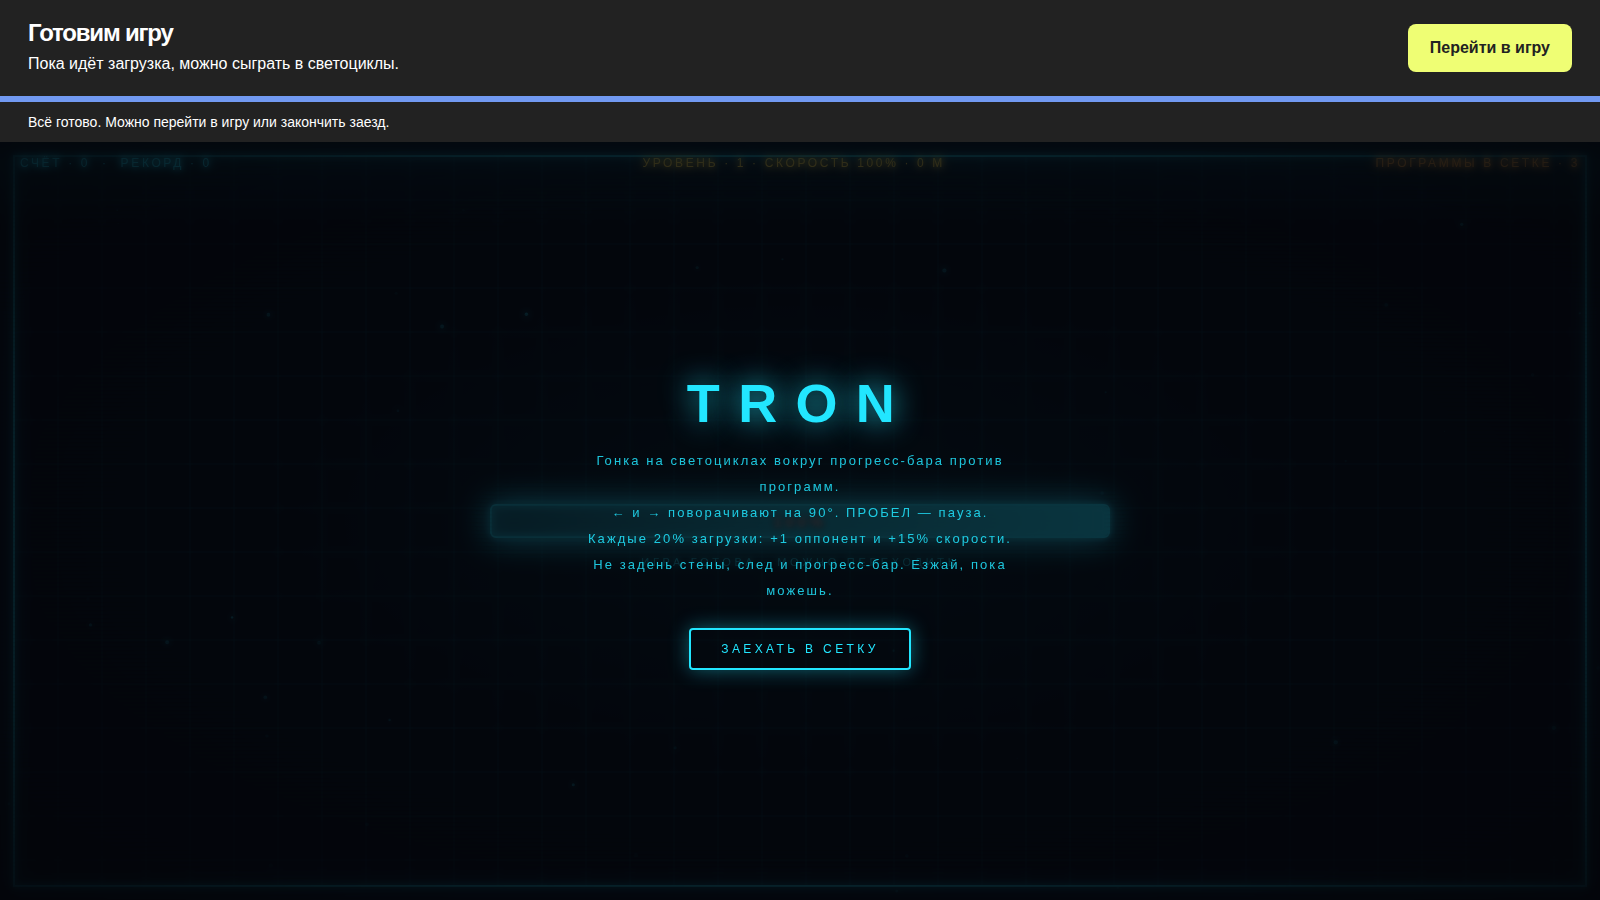 Готовим игру
Пока идёт загрузка, можно сыграть в светоциклы.
Перейти в игру
Всё готово. Можно перейти в игру или закончить заезд.
СЧЁТ · 0 · РЕКОРД · 0
УРОВЕНЬ · 1 · СКОРОСТЬ 100% · 0 М
ПРОГРАММЫ В СЕТКЕ · 3
TRON
Гонка на светоциклах вокруг прогресс-бара против
программ.
← и → поворачивают на 90°. ПРОБЕЛ — пауза.
Каждые 20% загрузки: +1 оппонент и +15% скорости.
Не задень стены, след и прогресс-бар. Езжай, пока
можешь.
ЗАЕХАТЬ В СЕТКУ